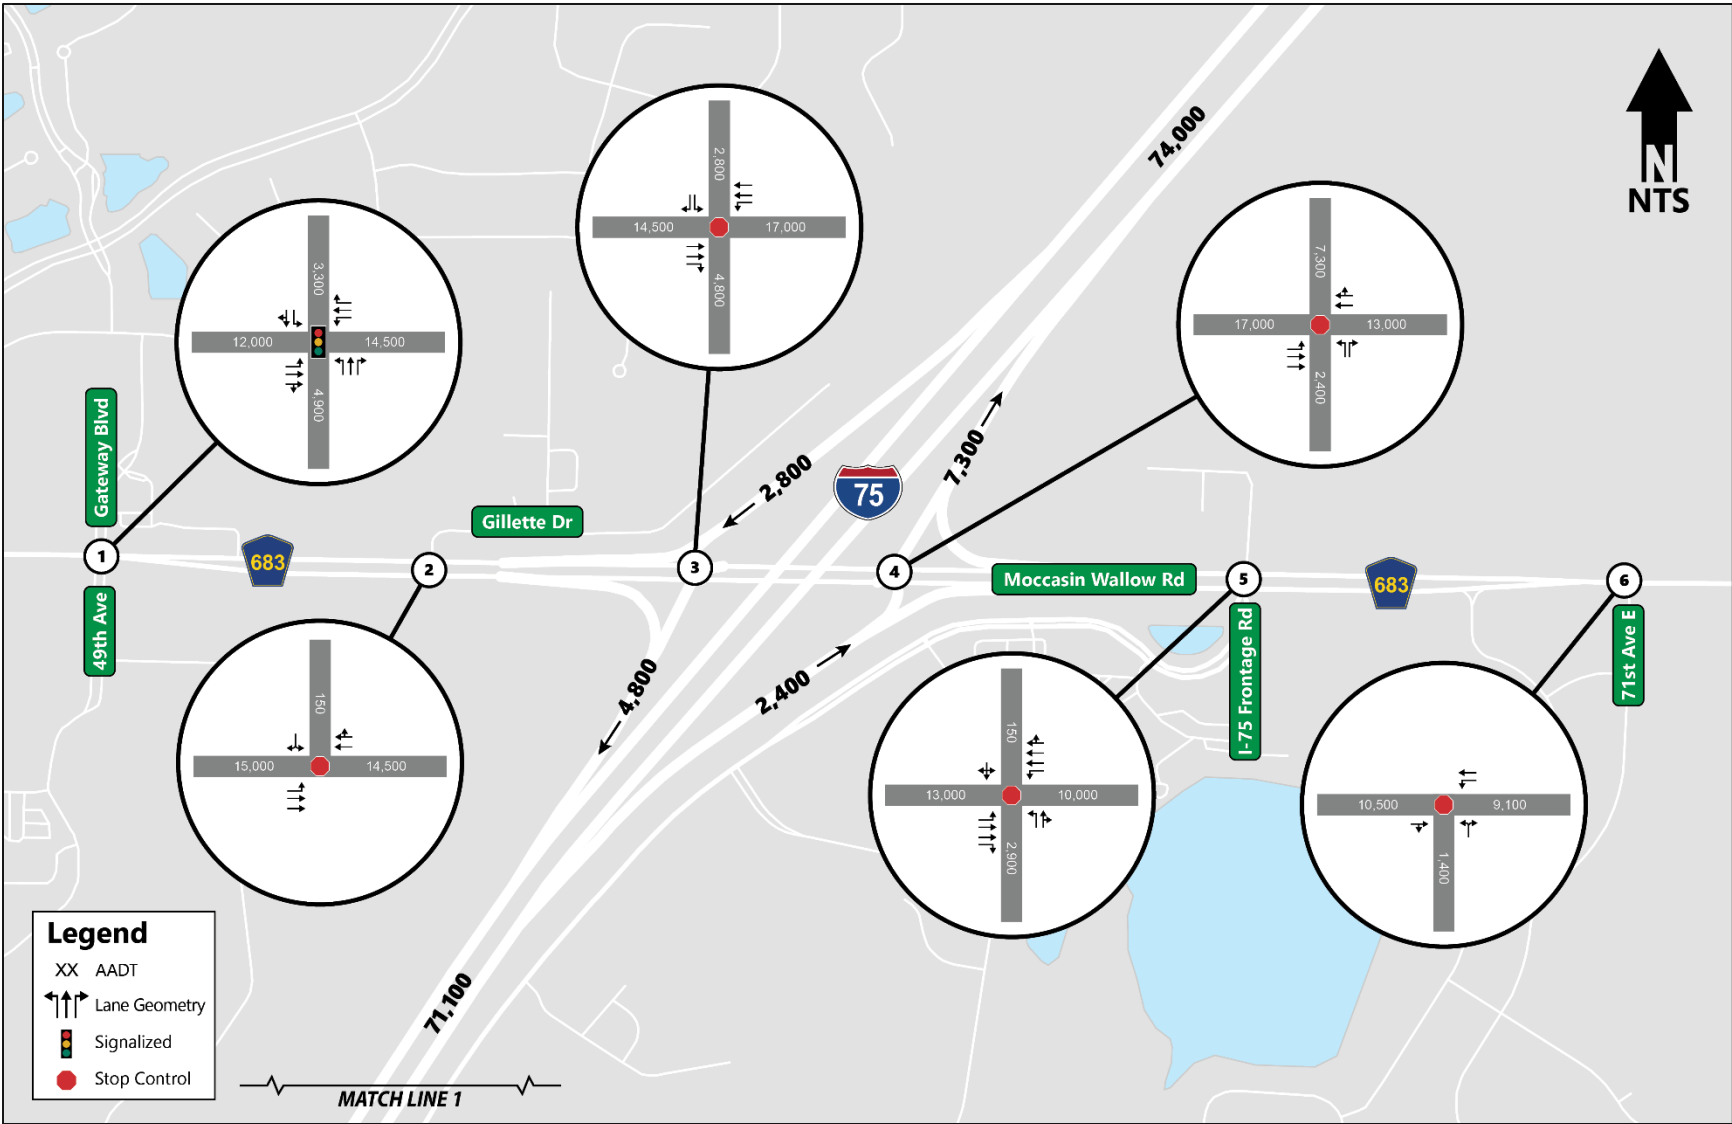 74,000
N
NTS
2,800
14,500
17,000
4,800
3,300
12,000
14,500
4,900
7,300
17,000
13,000
2,400
Gateway Blvd
2,800
75
7,300
Gillette Dr
1
683
2
3
4
Moccasin Wallow Rd
5
683
6
49th Ave
4,800
2,400
I-75 Frontage Rd
71st Ave E
150
15,000
14,500
150
13,000
10,000
2,900
10,500
9,100
1,400
71,100
Legend
XX AADT
Lane Geometry
Signalized
Stop Control
MATCH LINE 1